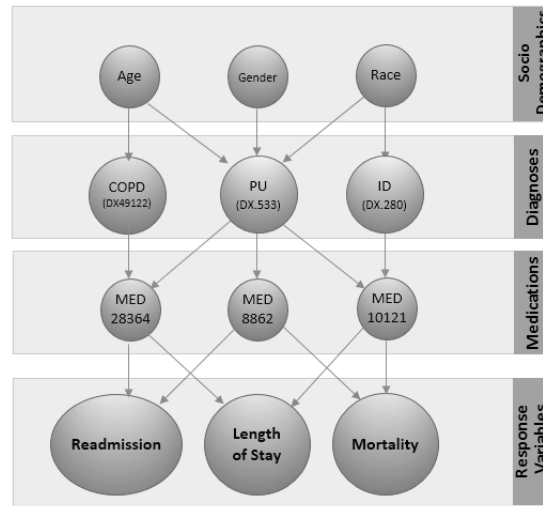 Age
Gender
Race
Socio
Demographics
COPD
(DX49122)
PU
(DX.533)
ID
(DX.280)
Diagnoses
MED
28364
MED
8862
MED
10121
Medications
Readmission
Length
of Stay
Mortality
Response
Variables